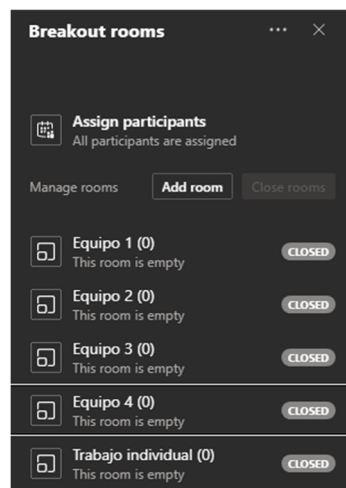 Breakout rooms
Assign participants
All participants are assigned
Manage rooms Add room Close rooms
Equipo 1 (0)
This room is empty
CLOSED
Equipo 2 (0)
This room is empty
CLOSED
Equipo 3 (0)
This room is empty
CLOSED
Equipo 4 (0)
This room is empty
CLOSED
Trabajo individual (0)
This room is empty
CLOSED